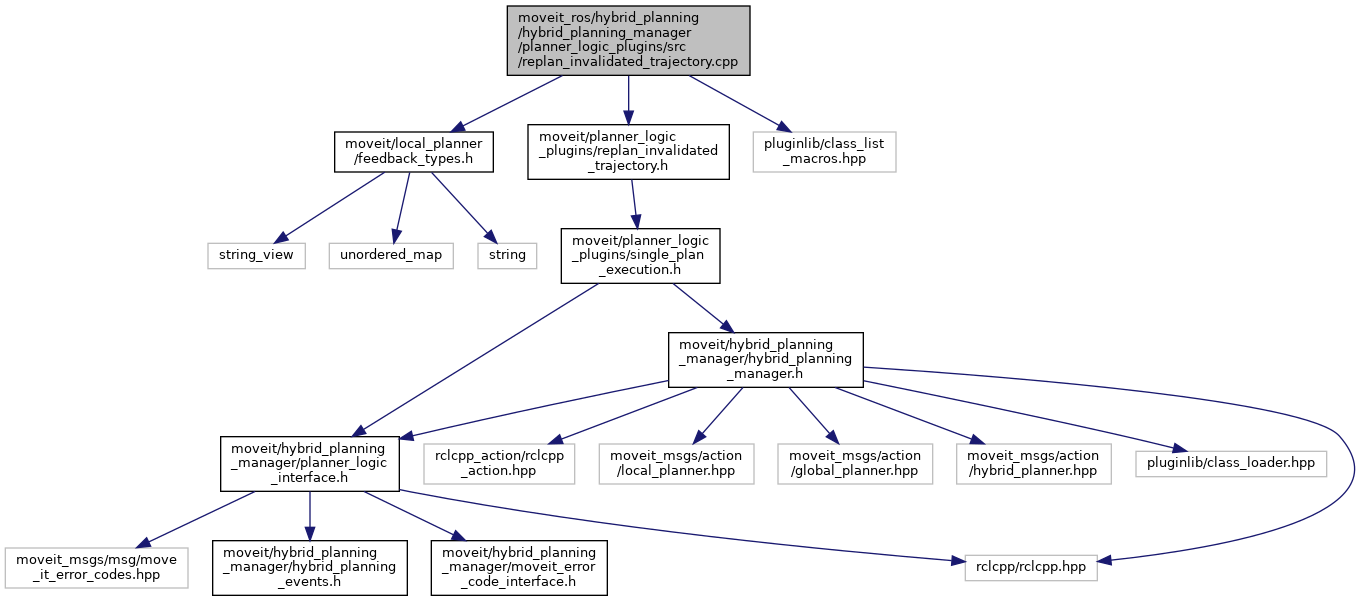 moveit_ros/hybrid_planning
/hybrid_planning_manager
/planner_logic_plugins/src
/replan_invalidated_trajectory.cpp
moveit/local_planner
/feedback_types.h
moveit/planner_logic
_plugins/replan_invalidated
_trajectory.h
pluginlib/class_list
_macros.hpp
string_view
unordered_map
string
moveit/planner_logic
_plugins/single_plan
_execution.h
moveit/hybrid_planning
_manager/hybrid_planning
_manager.h
moveit/hybrid_planning
_manager/planner_logic
_interface.h
rclcpp_action/rclcpp
_action.hpp
moveit_msgs/action
/local_planner.hpp
moveit_msgs/action
/global_planner.hpp
moveit_msgs/action
/hybrid_planner.hpp
pluginlib/class_loader.hpp
moveit_msgs/msg/move
_it_error_codes.hpp
moveit/hybrid_planning
_manager/hybrid_planning
_events.h
moveit/hybrid_planning
_manager/moveit_error
_code_interface.h
rclcpp/rclcpp.hpp